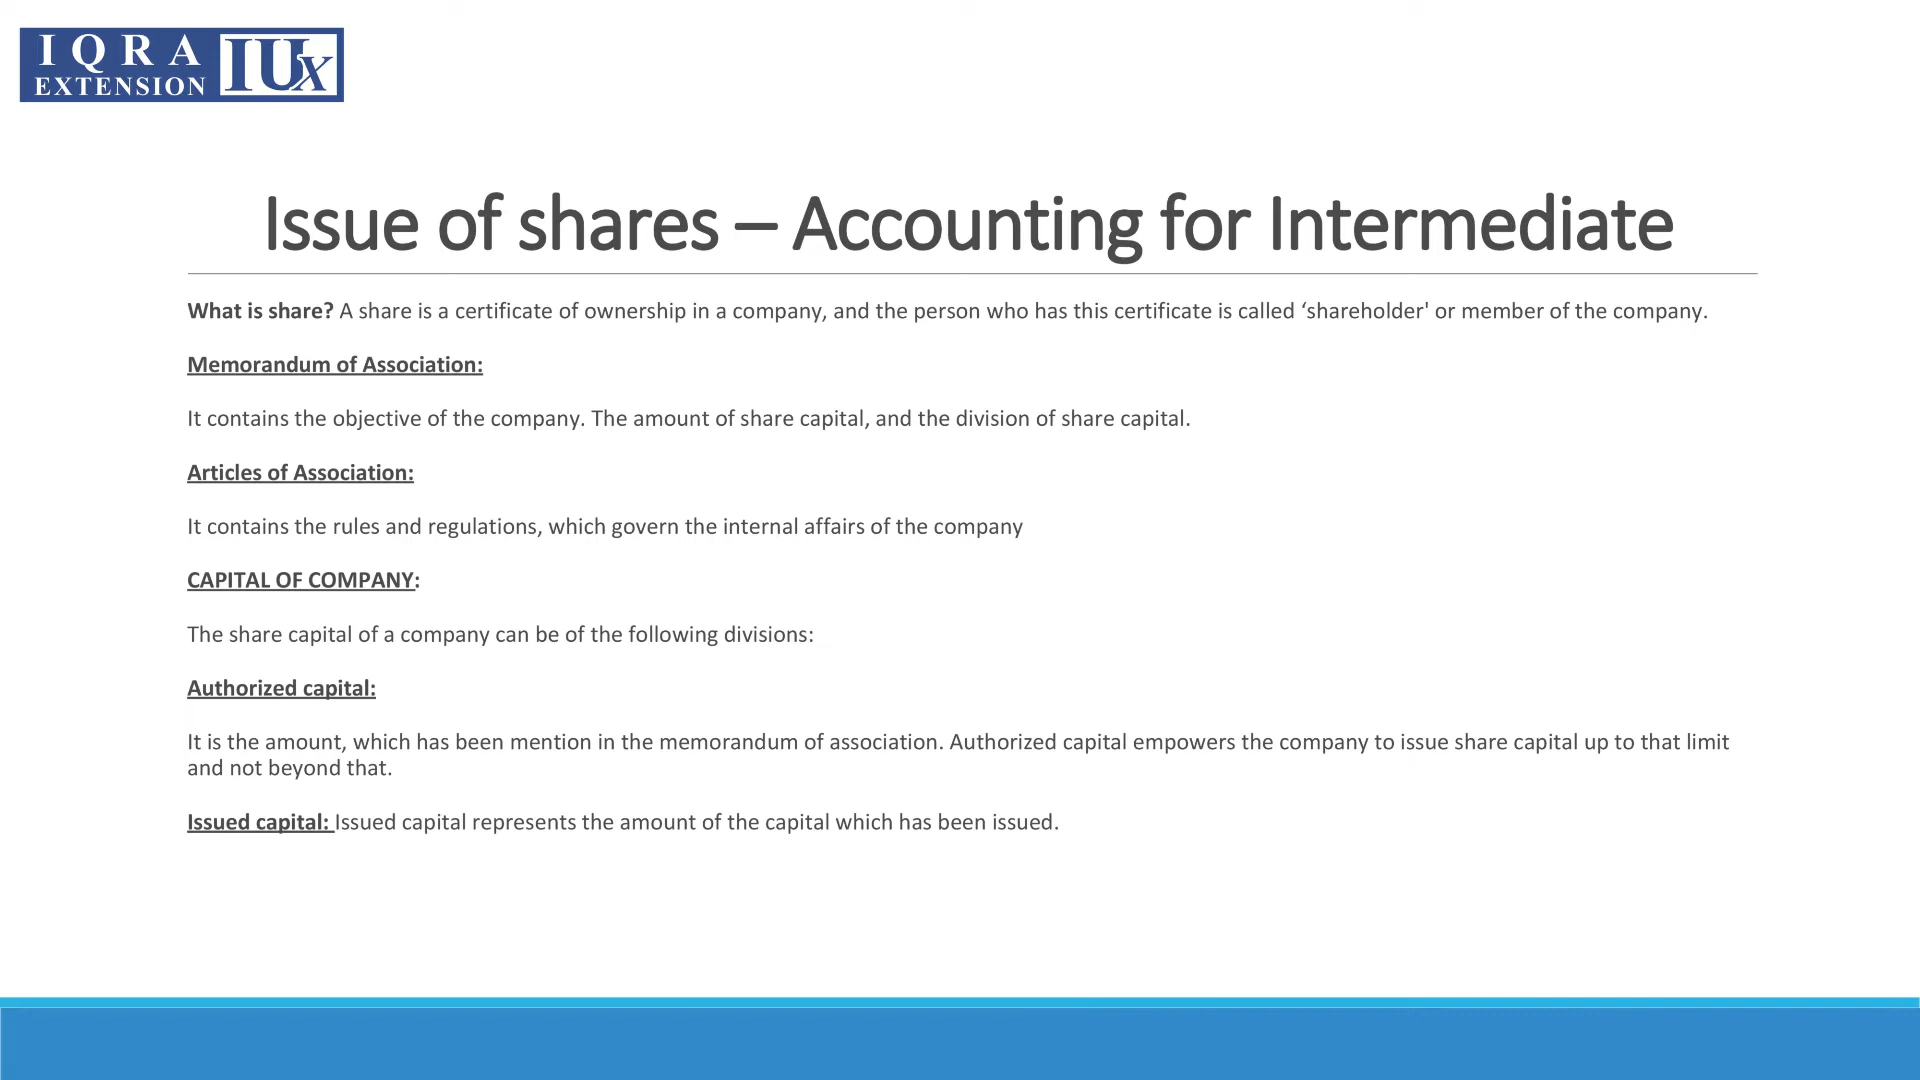 IQRA
EXTENSION
IUx
Issue of shares – Accounting for Intermediate
What is share? A share is a certificate of ownership in a company, and the person who has this certificate is called ‘shareholder' or member of the company.
Memorandum of Association:
It contains the objective of the company. The amount of share capital, and the division of share capital.
Articles of Association:
It contains the rules and regulations, which govern the internal affairs of the company
CAPITAL OF COMPANY:
The share capital of a company can be of the following divisions:
Authorized capital:
It is the amount, which has been mention in the memorandum of association. Authorized capital empowers the company to issue share capital up to that limit
and not beyond that.
Issued capital: Issued capital represents the amount of the capital which has been issued.